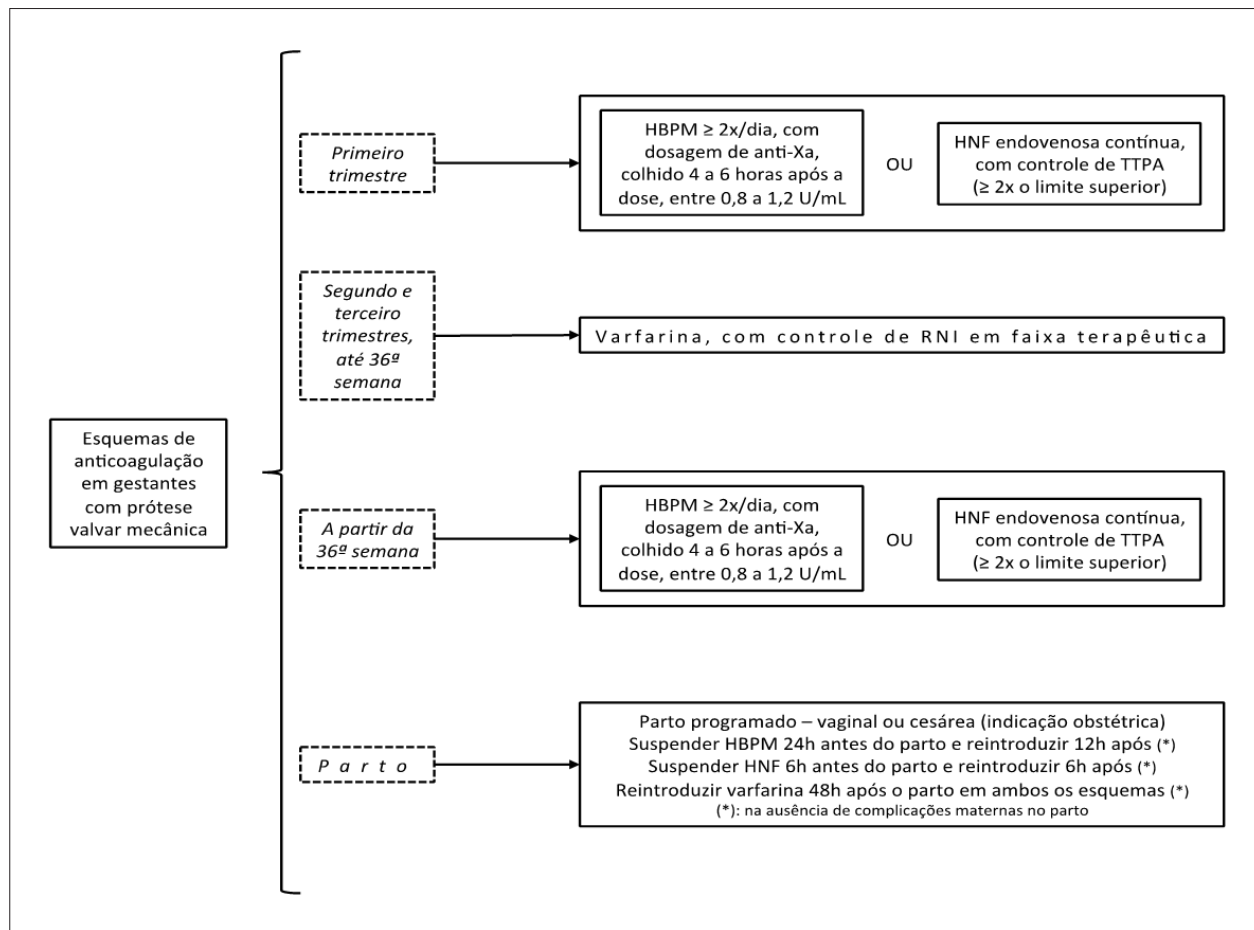 Esquemas de
anticoagulação
em gestantes
com prótese
valvar mecânica
Primeiro
trimestre
HBPM ≥ 2x/dia, com
dosagem de anti-Xa,
colhido 4 a 6 horas após a
dose, entre 0,8 a 1,2 U/mL
OU
HNF endovenosa contínua,
com controle de TTPA
(≥ 2x o limite superior)
Segundo e
terceiro
trimestres,
até 36ª
semana
Varfarina, com controle de RNI em faixa terapêutica
A partir da
36ª semana
HBPM ≥ 2x/dia, com
dosagem de anti-Xa,
colhido 4 a 6 horas após a
dose, entre 0,8 a 1,2 U/mL
OU
HNF endovenosa contínua,
com controle de TTPA
(≥ 2x o limite superior)
Parto
Parto programado – vaginal ou cesárea (indicação obstétrica)
Suspender HBPM 24h antes do parto e reintroduzir 12h após (*)
Suspender HNF 6h antes do parto e reintroduzir 6h após (*)
Reintroduzir varfarina 48h após o parto em ambos os esquemas (*)
(*): na ausência de complicações maternas no parto